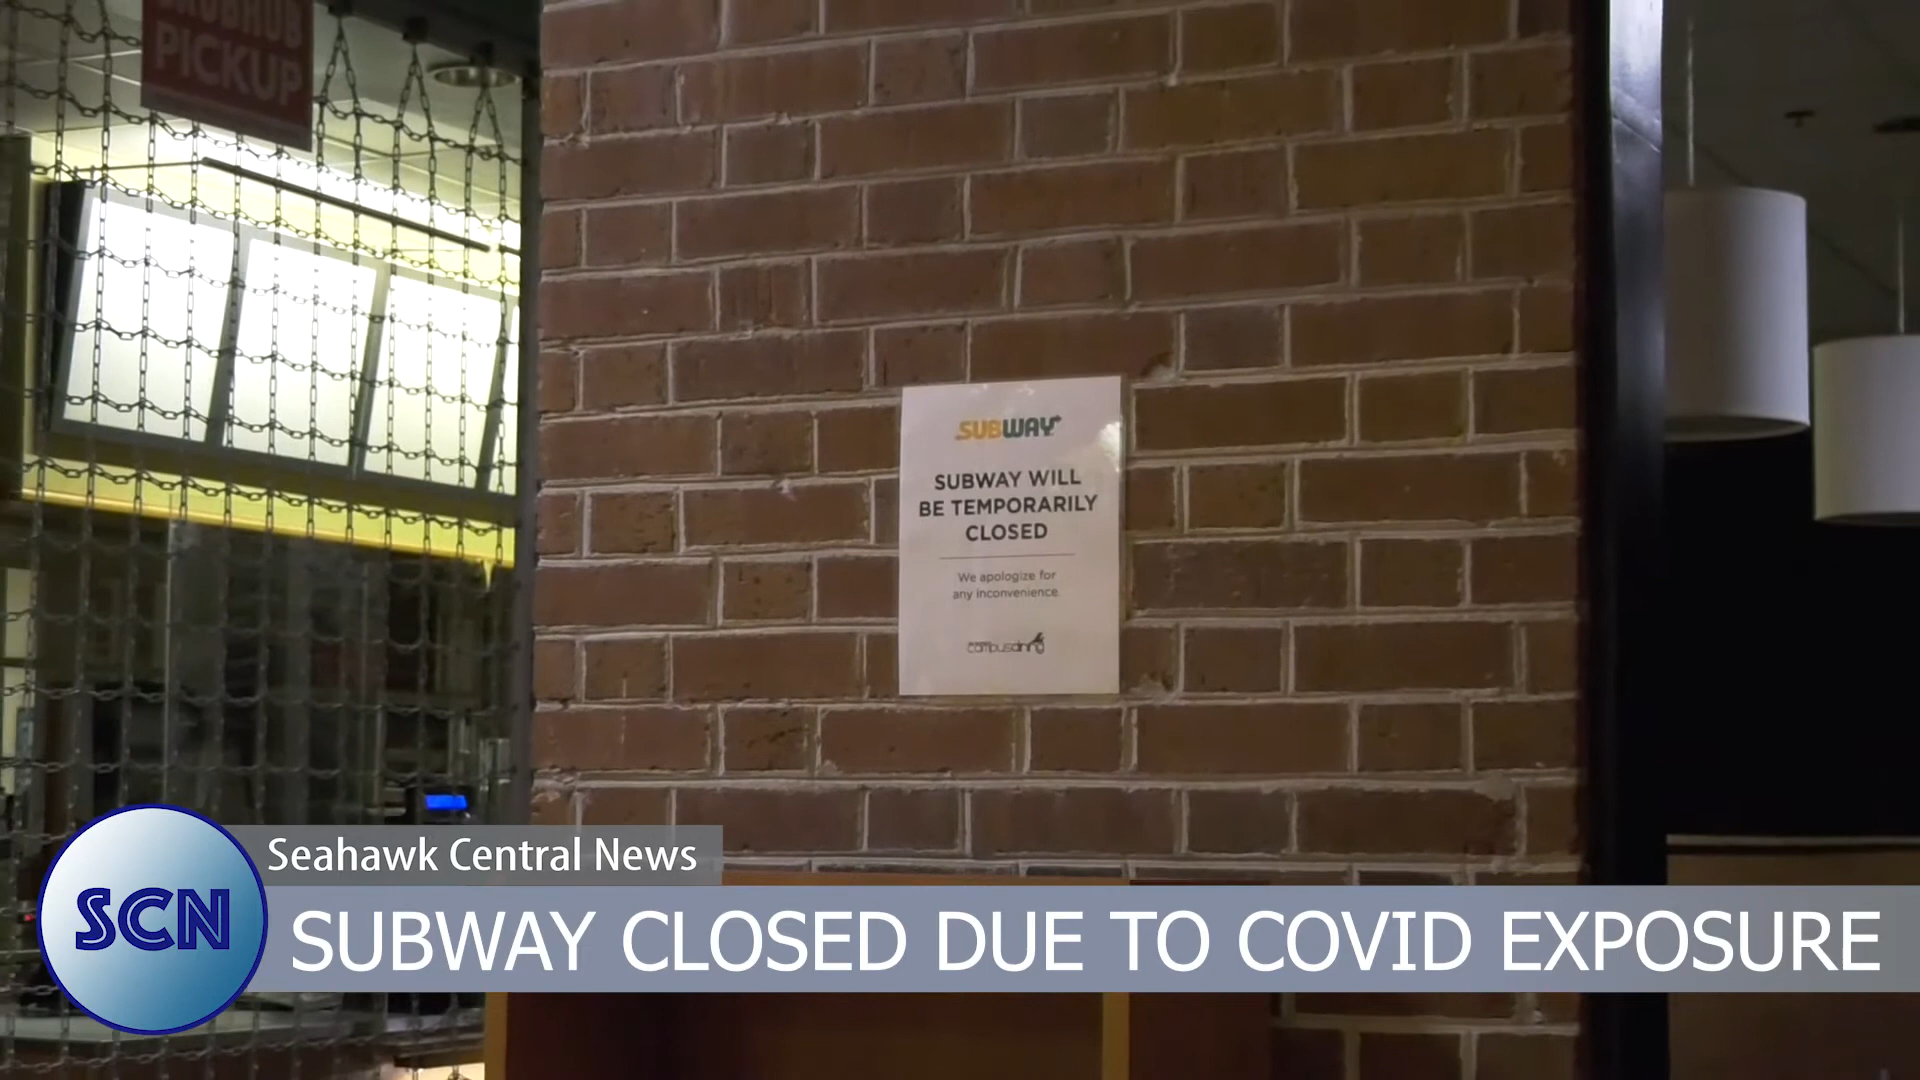 GRUBHUB
PICKUP
SUBWAY
SUBWAY WILL
BE TEMPORARILY
CLOSED
We apologize for
any inconvenience.
campusdining
Seahawk Central News
SCN
SUBWAY CLOSED DUE TO COVID EXPOSURE